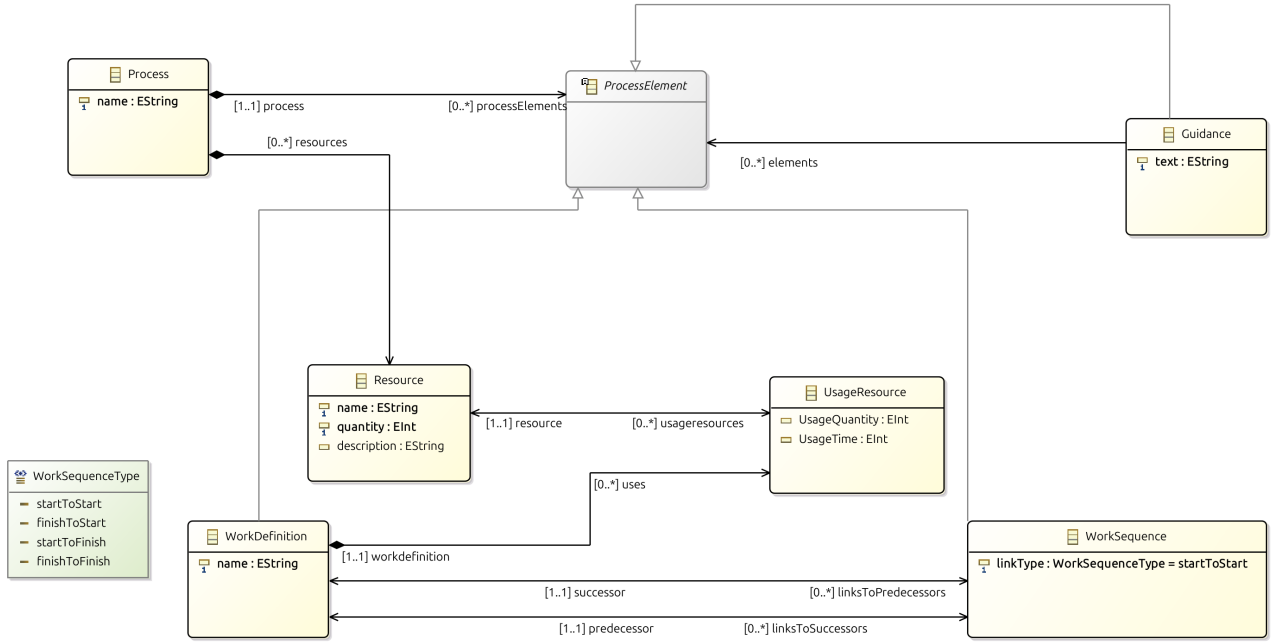 Process
name : EString
[1..1] process
[0..*] processElements
[0..*] resources
ProcessElement
[0..*] elements
Guidance
text : EString
Resource
name : EString
quantity : EInt
description : EString
[1..1] resource
[0..*] usageresources
UsageResource
UsageQuantity : EInt
UsageTime : EInt
[0..*] uses
WorkSequenceType
startToStart
finishToStart
startToFinish
finishToFinish
WorkDefinition
name : EString
[1..1] workdefinition
[1..1] successor
[0..*] linksToPredecessors
[1..1] predecessor
[0..*] linksToSuccessors
WorkSequence
linkType : WorkSequenceType = startToStart